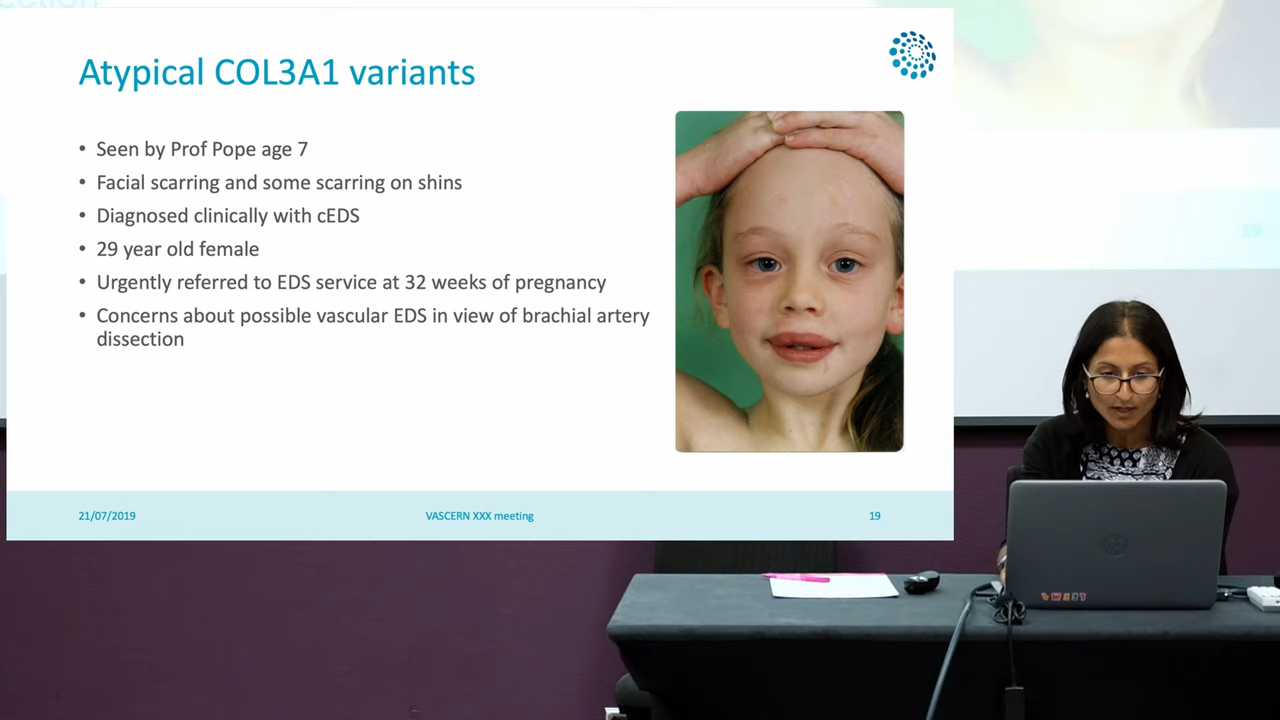 Atypical COL3A1 variants
• Seen by Prof Pope age 7
• Facial scarring and some scarring on shins
• Diagnosed clinically with cEDS
• 29 year old female
• Urgently referred to EDS service at 32 weeks of pregnancy
• Concerns about possible vascular EDS in view of brachial artery
dissection
21/07/2019
VASCERN XXX meeting
19
19